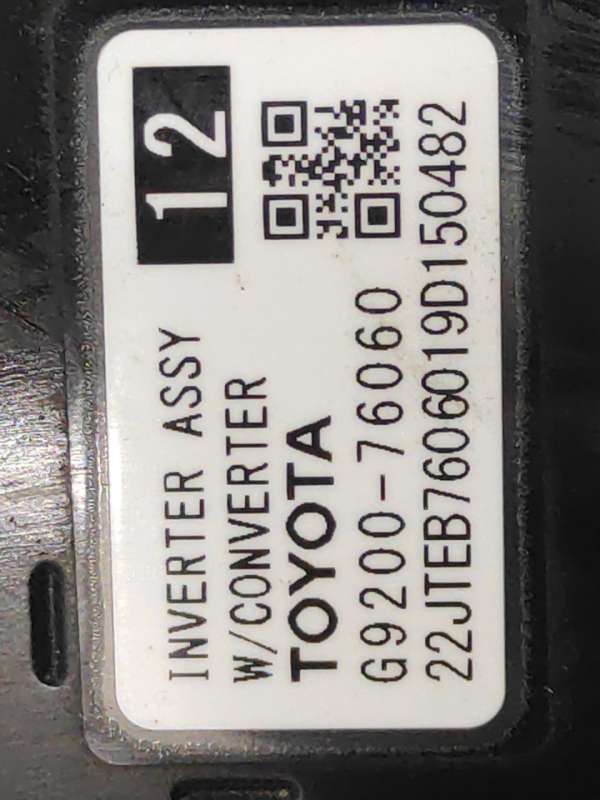 INVERTER ASSY
W/CONVERTER
12
TOYOTA
G9200-76060
22JTEB7606019D150482